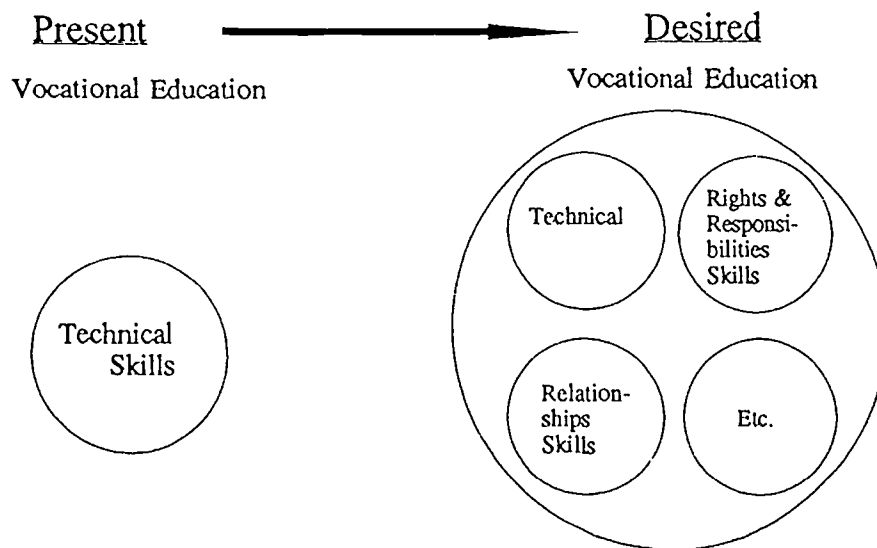 Present
Vocational Education
Technical
Skills
Desired
Vocational Education
Technical
Rights &
Responsi-
bilities
Skills
Relation-
ships
Skills
Etc.